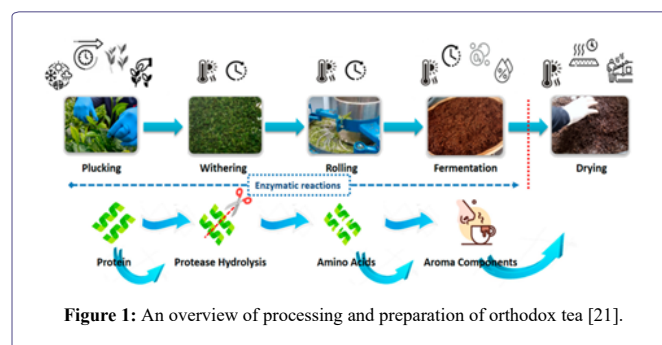 Plucking Withering Rolling Fermentation Drying
Enzymatic reactions
Protein Protease Hydrolysis Amino Acids Aroma Components
Figure 1: An overview of processing and preparation of orthodox tea [21].